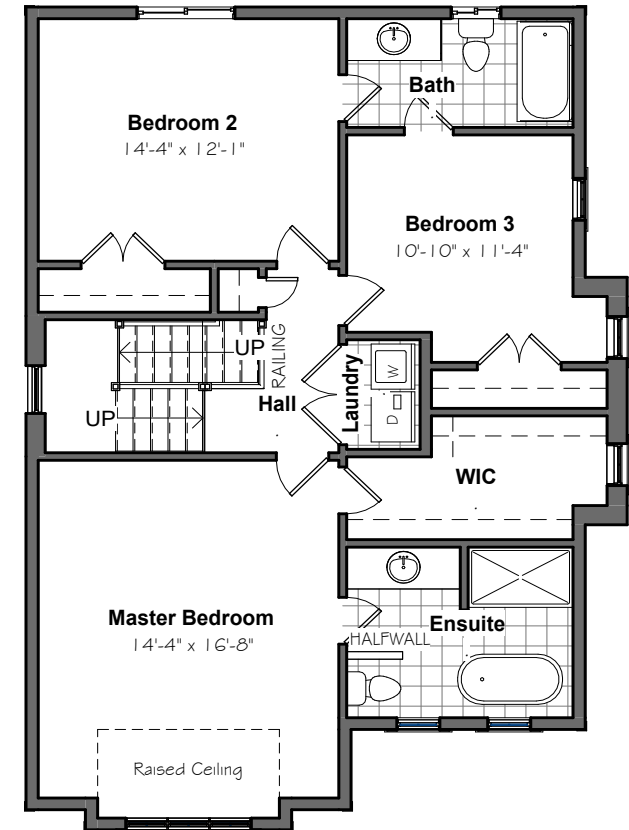 Bath
Bedroom 2
14'-4" x 12'-1"
Bedroom 3
10'-10" x 11'-4"
UP
RAILING
Laundry
W
D
Hall
UP
WIC
Master Bedroom
14'-4" x 16'-8"
Ensuite
HALFWALL
Raised Ceiling